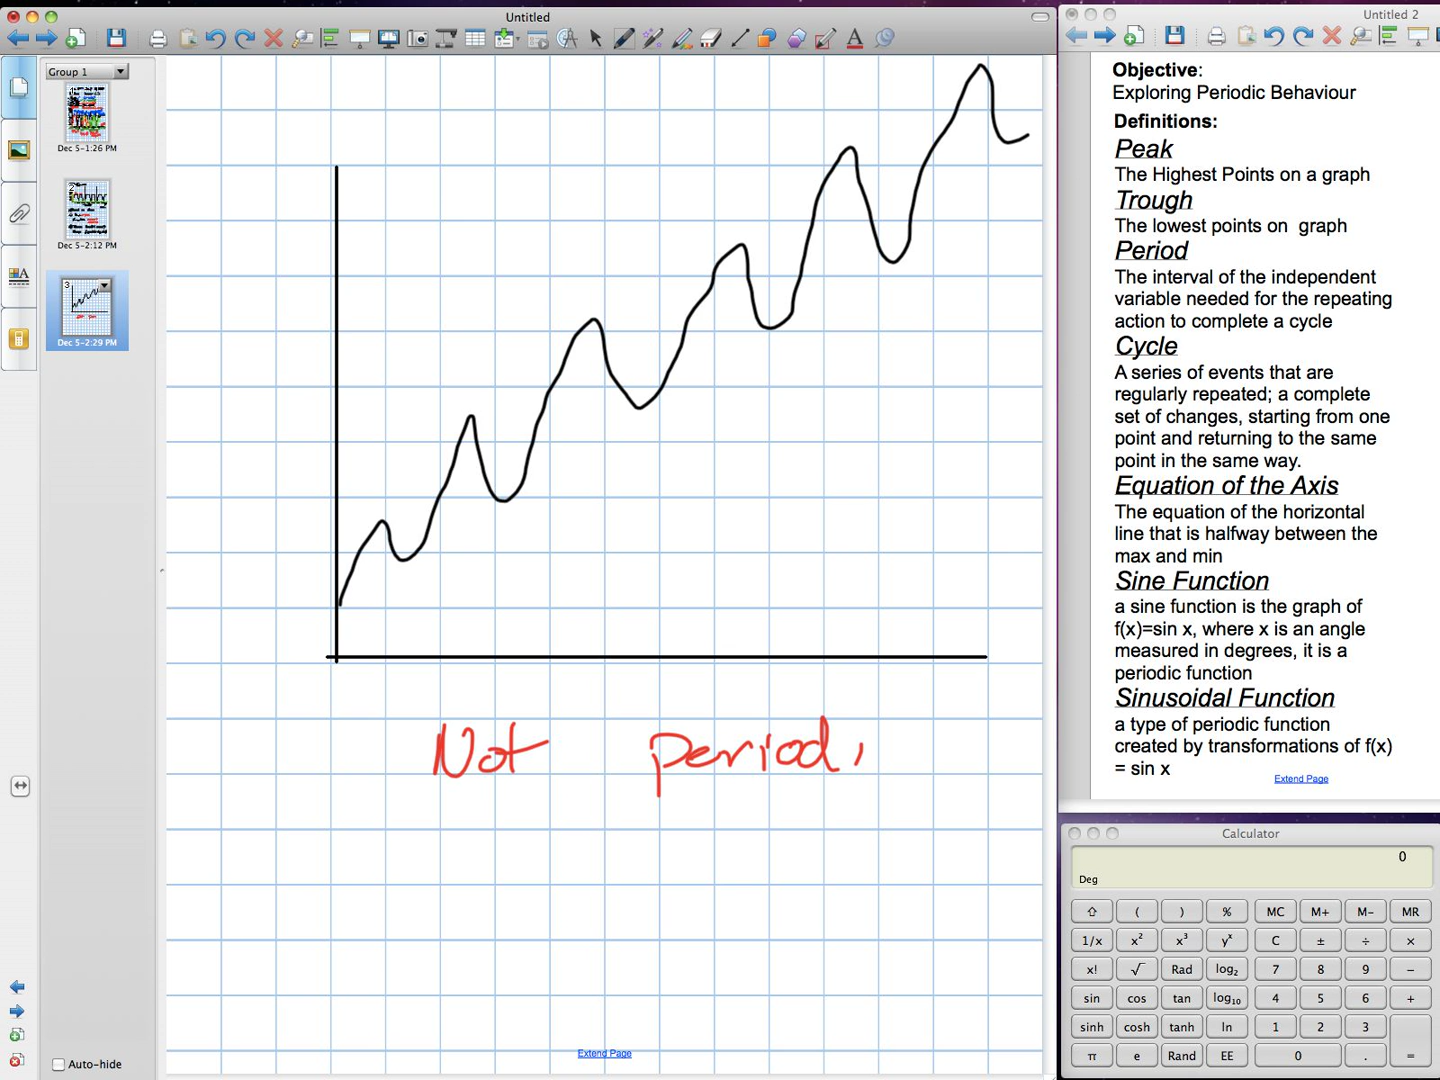 Untitled
Untitled 2
Group 1
Dec 5-1:26 PM
Dec 5-2:12 PM
3
Dec 5-2:29 PM
Auto-hide
Not period
Extend Page
Objective:
Exploring Periodic Behaviour
Definitions:
Peak
The Highest Points on a graph
Trough
The lowest points on graph
Period
The interval of the independent
variable needed for the repeating
action to complete a cycle
Cycle
A series of events that are
regularly repeated; a complete
set of changes, starting from one
point and returning to the same
point in the same way.
Equation of the Axis
The equation of the horizontal
line that is halfway between the
max and min
Sine Function
a sine function is the graph of
f(x)=sin x, where x is an angle
measured in degrees, it is a
periodic function
Sinusoidal Function
a type of periodic function
created by transformations of f(x)
= sin x
Extend Page
Calculator
0
Deg
⇧ ( ) % MC M+ M− MR
1/x x² x³ yˣ C ± ÷ ×
x! √ Rad log₂ 7 8 9 −
sin cos tan log₁₀ 4 5 6 +
sinh cosh tanh ln 1 2 3
π e Rand EE 0 . =